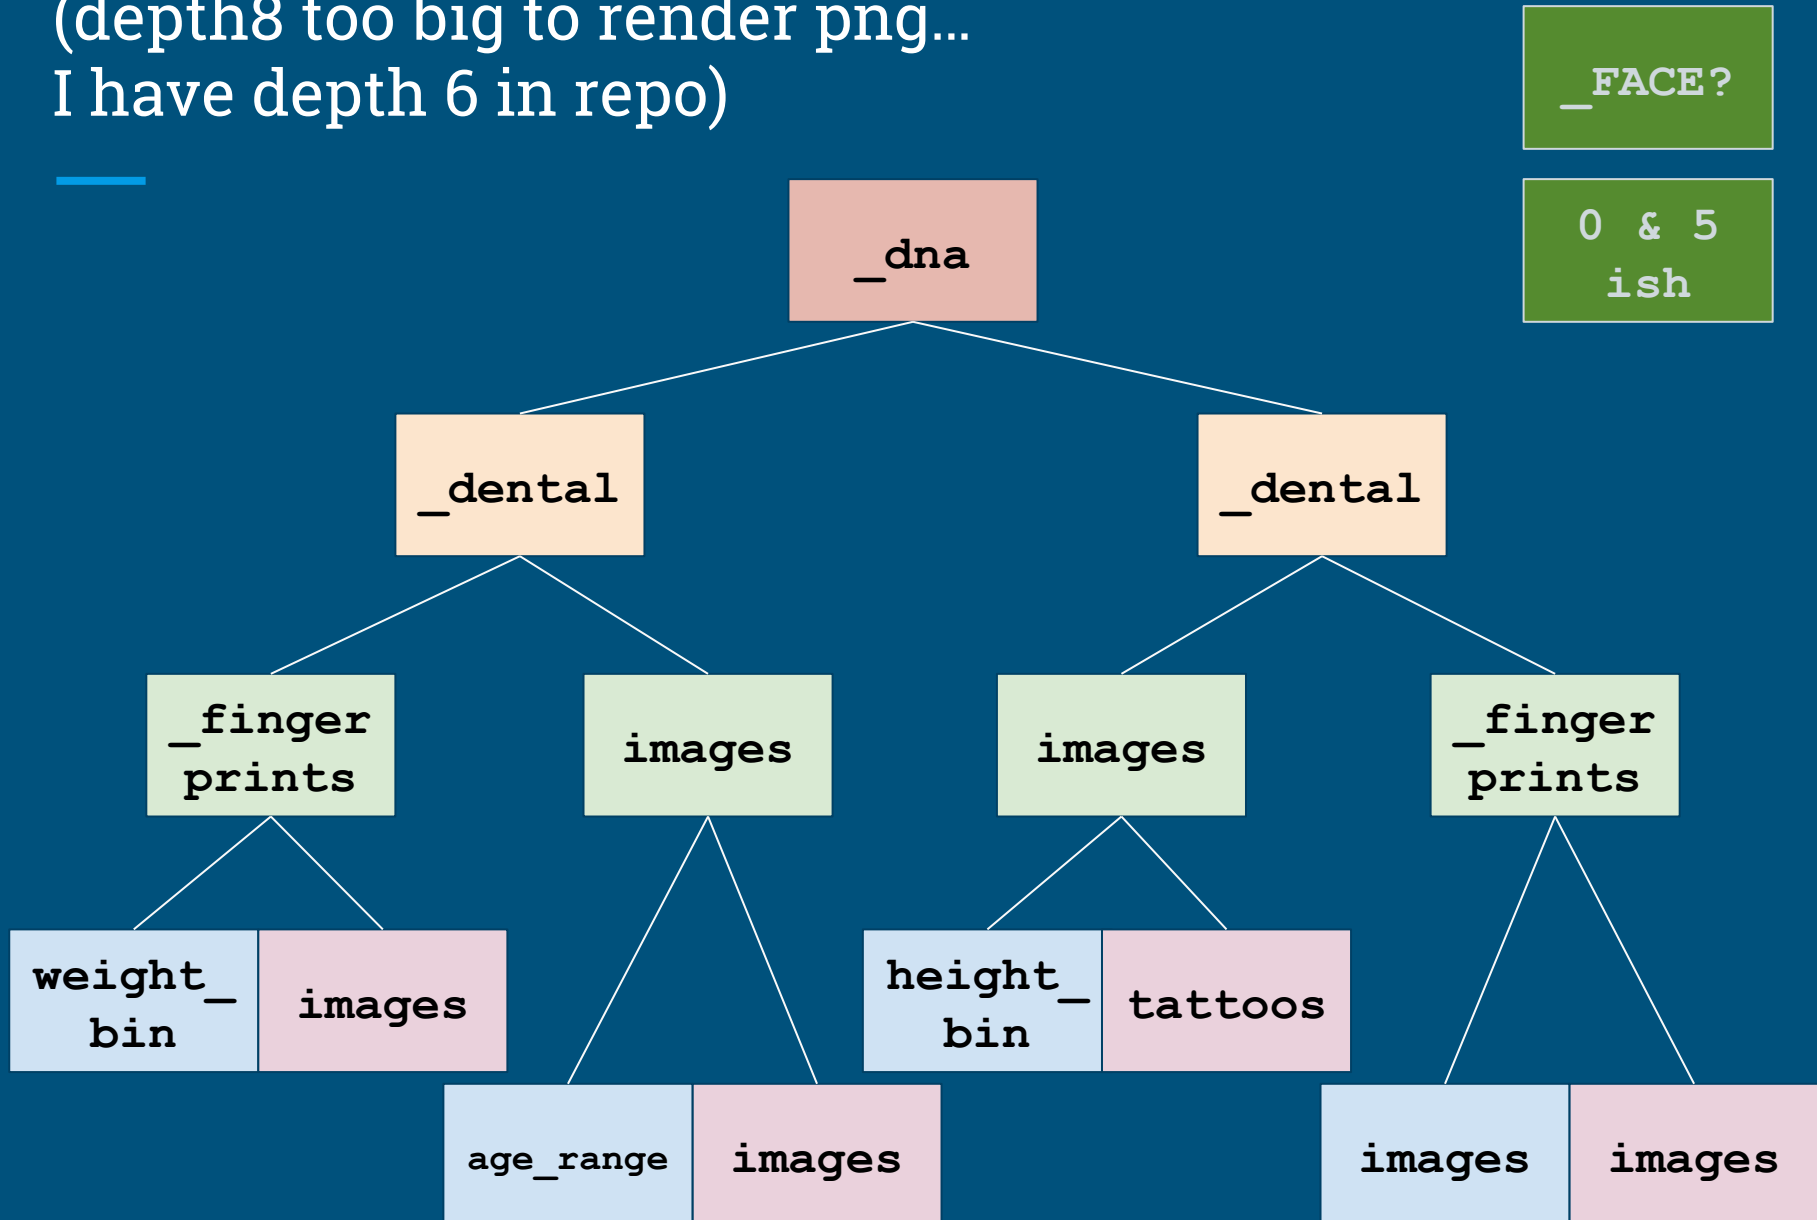 (depth8 too big to render png...
I have depth 6 in repo)
_FACE?
0 & 5
ish
_dna
_dental
_dental
_finger
prints
images
images
_finger
prints
weight_
bin
images
height_
bin
tattoos
age_range
images
images
images